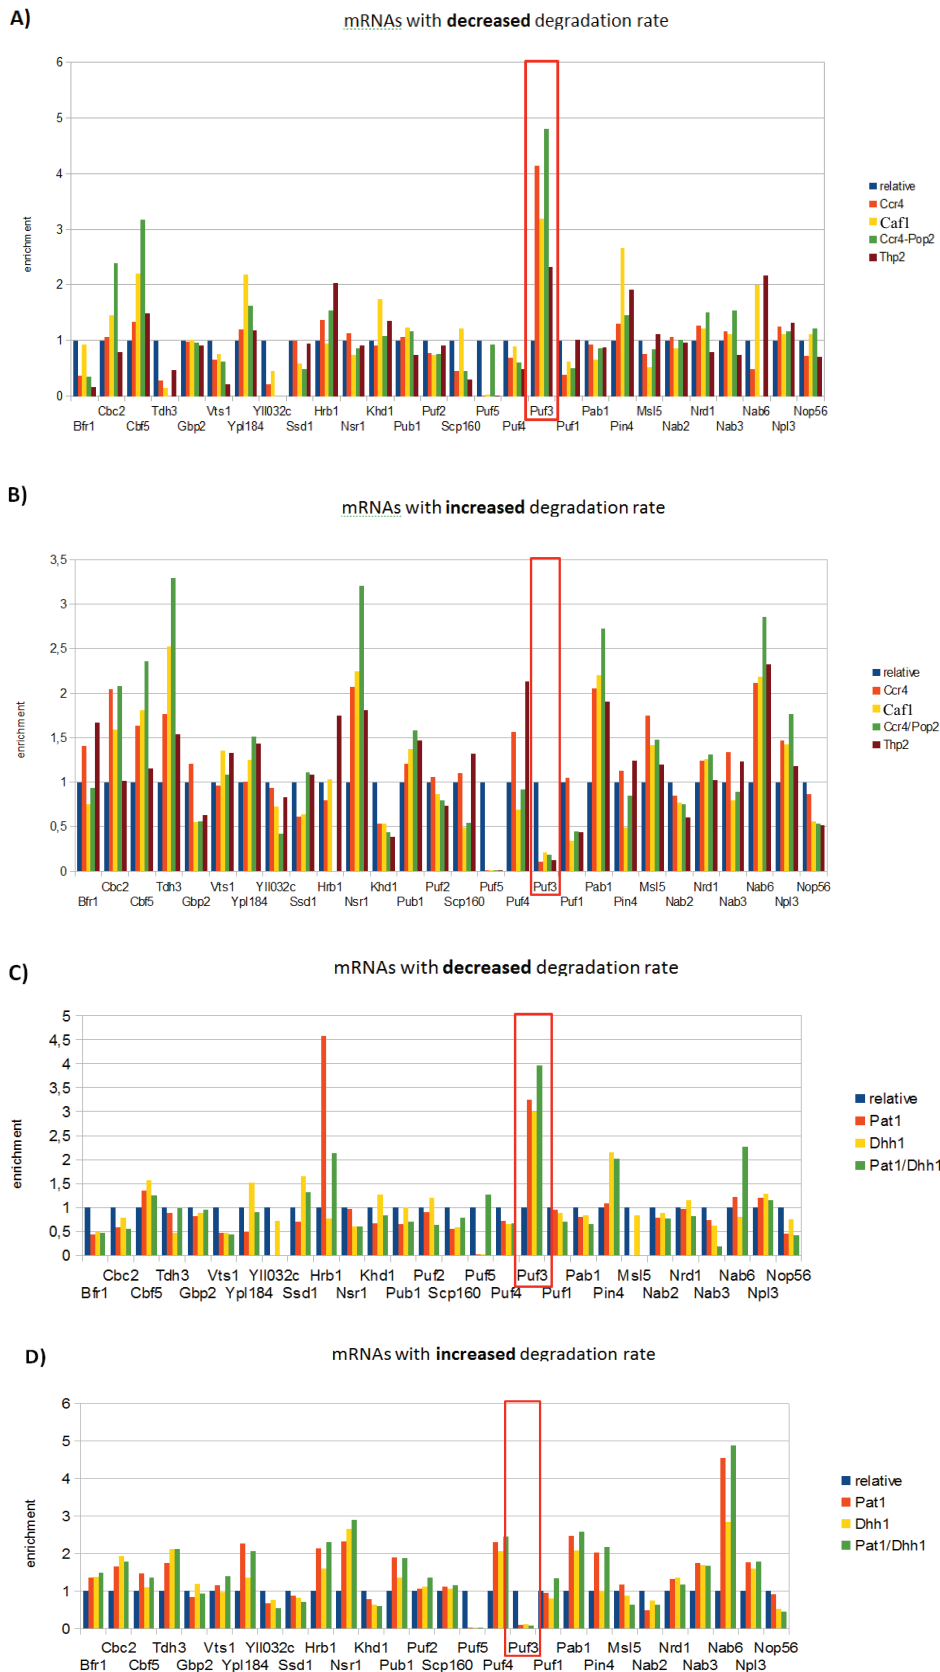 A)
mRNAs with decreased degradation rate
6
5
4
3
2
1
0
enrichment
relative
Ccr4
Caf1
Ccr4-Pop2
Thp2
Cbc2 Tdh3 Vts1 Yll032c Hrb1 Khd1 Puf2 Puf5 Puf3 Pab1 Msl5 Nrd1 Nab6 Nop56
Bfr1 Cbf5 Gbp2 Ypl184 Ssd1 Nsr1 Pub1 Scp160 Puf4 Puf1 Pin4 Nab2 Nab3 Npl3
B)
mRNAs with increased degradation rate
3,5
3
2,5
2
1,5
1
0,5
0
enrichment
relative
Ccr4
Caf1
Ccr4/Pop2
Thp2
Cbc2 Tdh3 Vts1 Yll032c Hrb1 Khd1 Puf2 Puf5 Puf3 Pab1 Msl5 Nrd1 Nab6 Nop56
Bfr1 Cbf5 Gbp2 Ypl184 Ssd1 Nsr1 Pub1 Scp160 Puf4 Puf1 Pin4 Nab2 Nab3 Npl3
C)
mRNAs with decreased degradation rate
5
4,5
4
3,5
3
2,5
2
1,5
1
0,5
0
enrichment
relative
Pat1
Dhh1
Pat1/Dhh1
Cbc2 Tdh3 Vts1 Yll032c Hrb1 Khd1 Puf2 Puf5 Puf3 Pab1 Msl5 Nrd1 Nab6 Nop56
Bfr1 Cbf5 Gbp2 Ypl184 Ssd1 Nsr1 Pub1 Scp160 Puf4 Puf1 Pin4 Nab2 Nab3 Npl3
D)
mRNAs with increased degradation rate
6
5
4
3
2
1
0
enrichment
relative
Pat1
Dhh1
Pat1/Dhh1
Cbc2 Tdh3 Vts1 Yll032c Hrb1 Khd1 Puf2 Puf5 Puf3 Pab1 Msl5 Nrd1 Nab6 Nop56
Bfr1 Cbf5 Gbp2 Ypl184 Ssd1 Nsr1 Pub1 Scp160 Puf4 Puf1 Pin4 Nab2 Nab3 Npl3